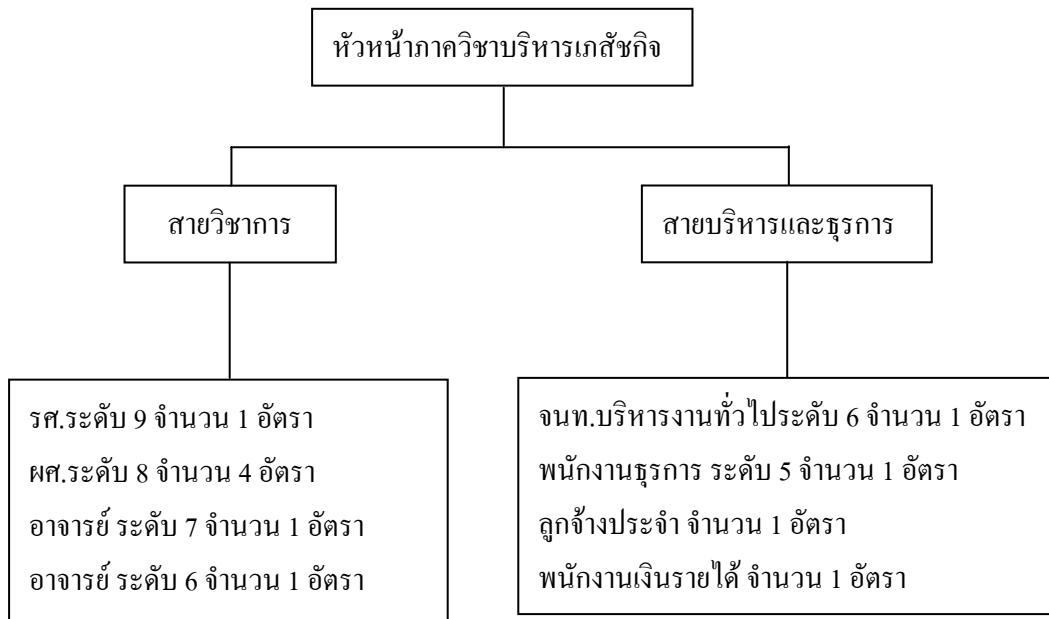 หัวหน้าภาควิชาบริหารเภสัชกิจ
สายวิชาการ
สายบริหารและธุรการ
รศ.ระดับ 9 จำนวน 1 อัตรา
ผศ.ระดับ 8 จำนวน 4 อัตรา
อาจารย์ ระดับ 7 จำนวน 1 อัตรา
อาจารย์ ระดับ 6 จำนวน 1 อัตรา
จนท.บริหารงานทั่วไประดับ 6 จำนวน 1 อัตรา
พนักงานธุรการ ระดับ 5 จำนวน 1 อัตรา
ลูกจ้างประจำ จำนวน 1 อัตรา
พนักงานเงินรายได้ จำนวน 1 อัตรา